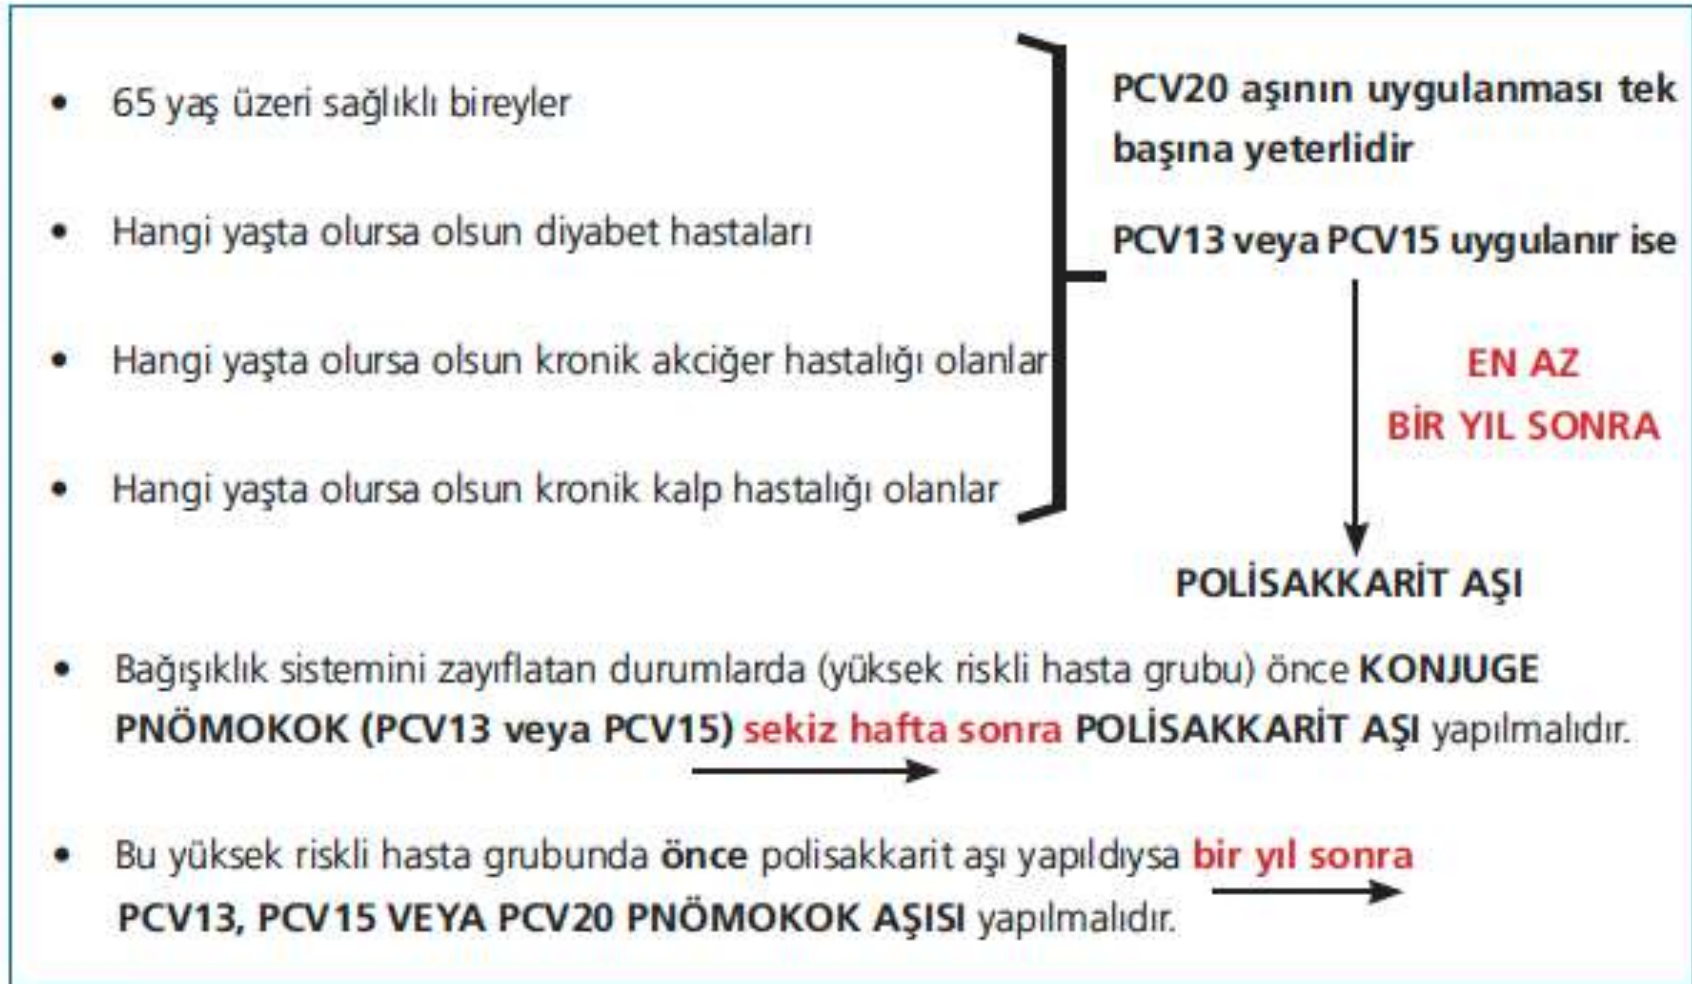 • 65 yaş üzeri sağlıklı bireyler
• Hangi yaşta olursa olsun diyabet hastaları
• Hangi yaşta olursa olsun kronik akciğer hastalığı olanlar
• Hangi yaşta olursa olsun kronik kalp hastalığı olanlar
PCV20 aşının uygulanması tek
başına yeterlidir
PCV13 veya PCV15 uygulanır ise
EN AZ
BİR YIL SONRA
POLİSAKKARİT AŞI
• Bağışıklık sistemini zayıflatan durumlarda (yüksek riskli hasta grubu) önce KONJUGE
PNÖMOKOK (PCV13 veya PCV15) sekiz hafta sonra POLİSAKKARİT AŞI yapılmalıdır.
• Bu yüksek riskli hasta grubunda önce polisakkarit aşı yapıldıysa bir yıl sonra
PCV13, PCV15 VEYA PCV20 PNÖMOKOK AŞISI yapılmalıdır.